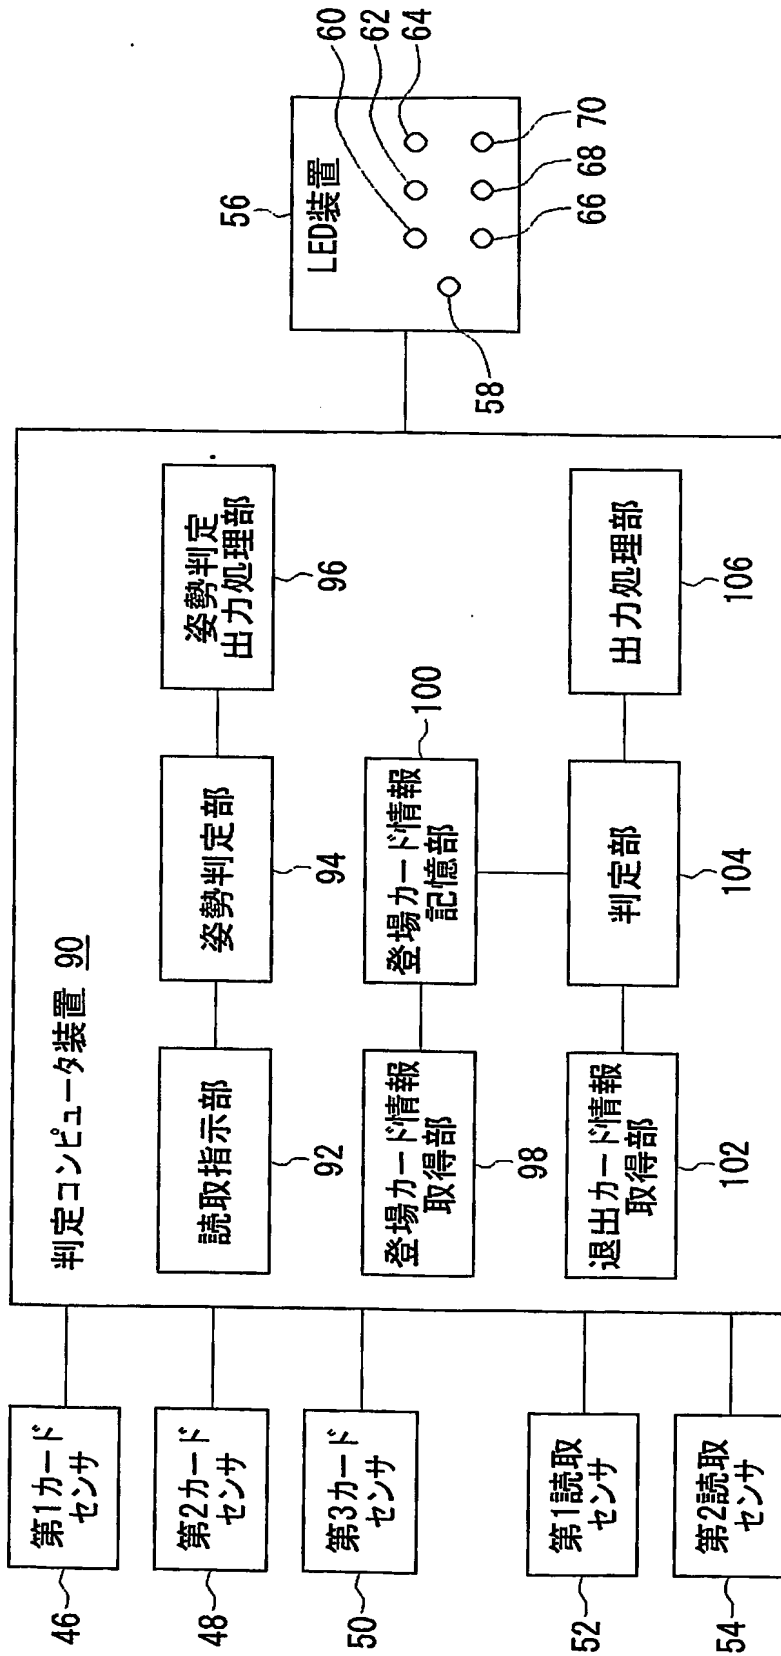 第1カード
センサ
46
第2カード
センサ
48
第3カード
センサ
50
第1読取
センサ
52
第2読取
センサ
54
判定コンピュータ装置 90
読取指示部
92
姿勢判定部
94
姿勢判定
出力処理部
96
登場カード情報
取得部
98
登場カード情報
記憶部
100
退出カード情報
取得部
102
判定部
104
出力処理部
106
56
LED装置
58
60
62
64
66
68
70